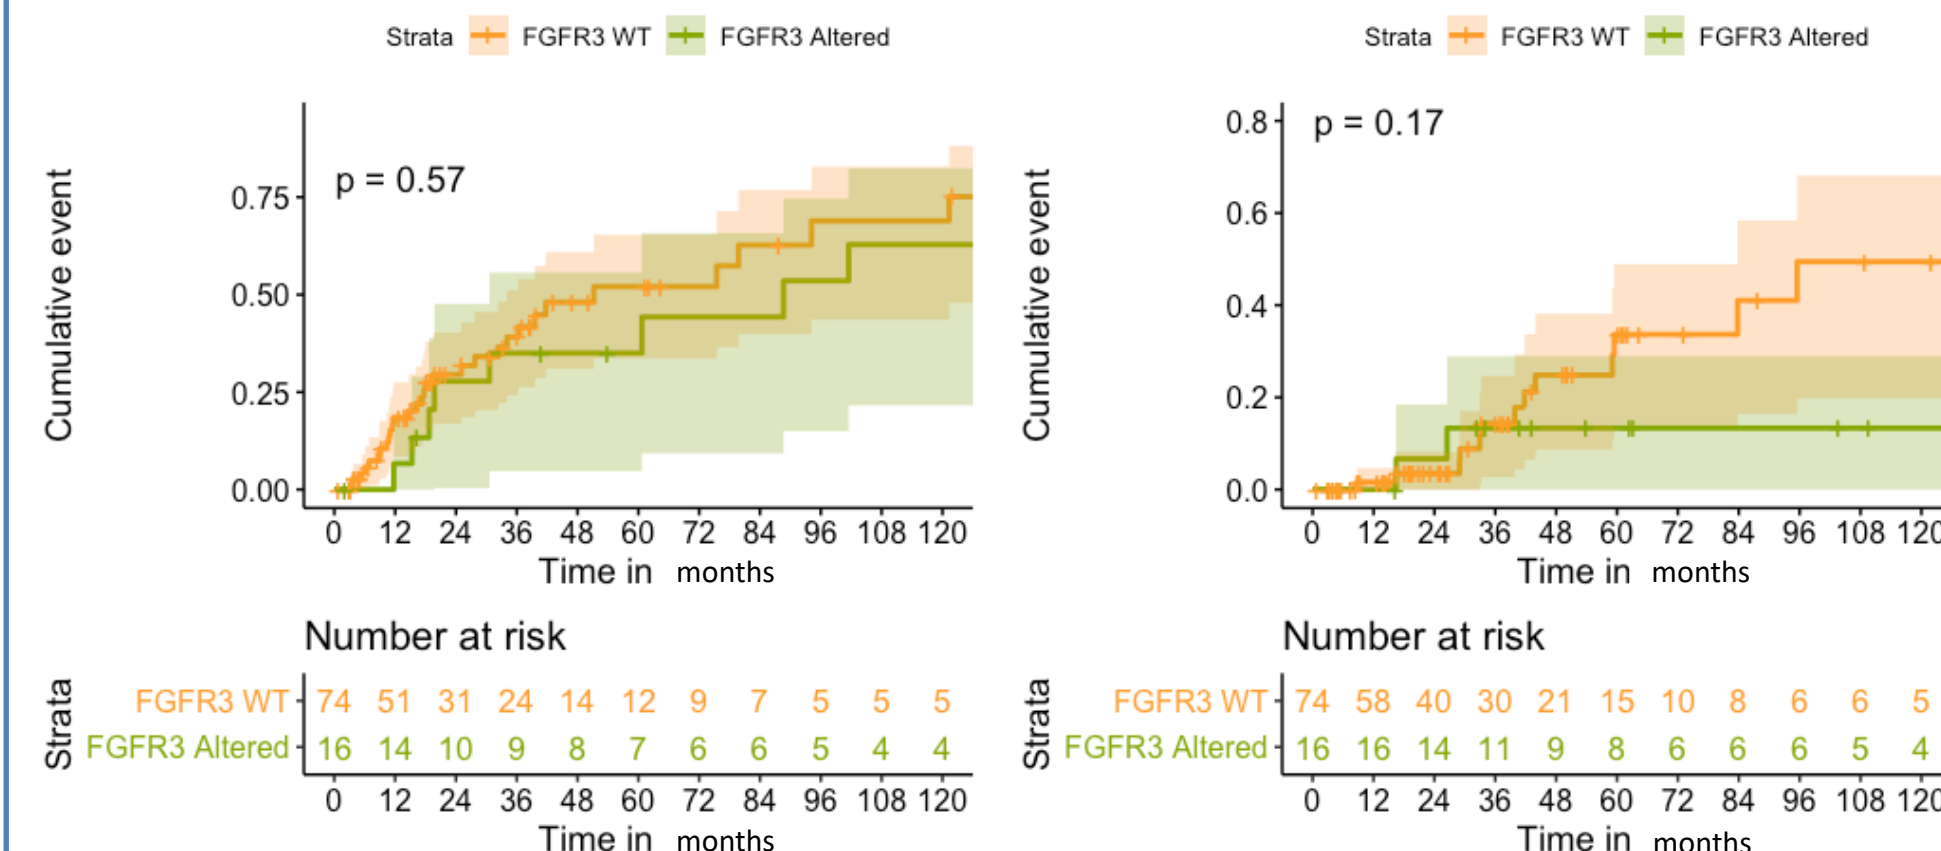 Strata FGFR3 WT FGFR3 Altered
Cumulative event
p = 0.57
0.75
0.50
0.25
0.00
0 12 24 36 48 60 72 84 96 108 120
Time in months
Number at risk
Strata
FGFR3 WT 74 51 31 24 14 12 9 7 5 5 5
FGFR3 Altered 16 14 10 9 8 7 6 6 5 4 4
0 12 24 36 48 60 72 84 96 108 120
Time in months
Strata FGFR3 WT FGFR3 Altered
Cumulative event
p = 0.17
0.8
0.6
0.4
0.2
0.0
0 12 24 36 48 60 72 84 96 108 120
Time in months
Number at risk
Strata
FGFR3 WT 74 58 40 30 21 15 10 8 6 6 5
FGFR3 Altered 16 16 14 11 9 8 6 6 6 5 4
0 12 24 36 48 60 72 84 96 108 120
Time in months